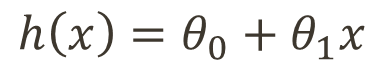 h(x) = θ₀ + θ₁x